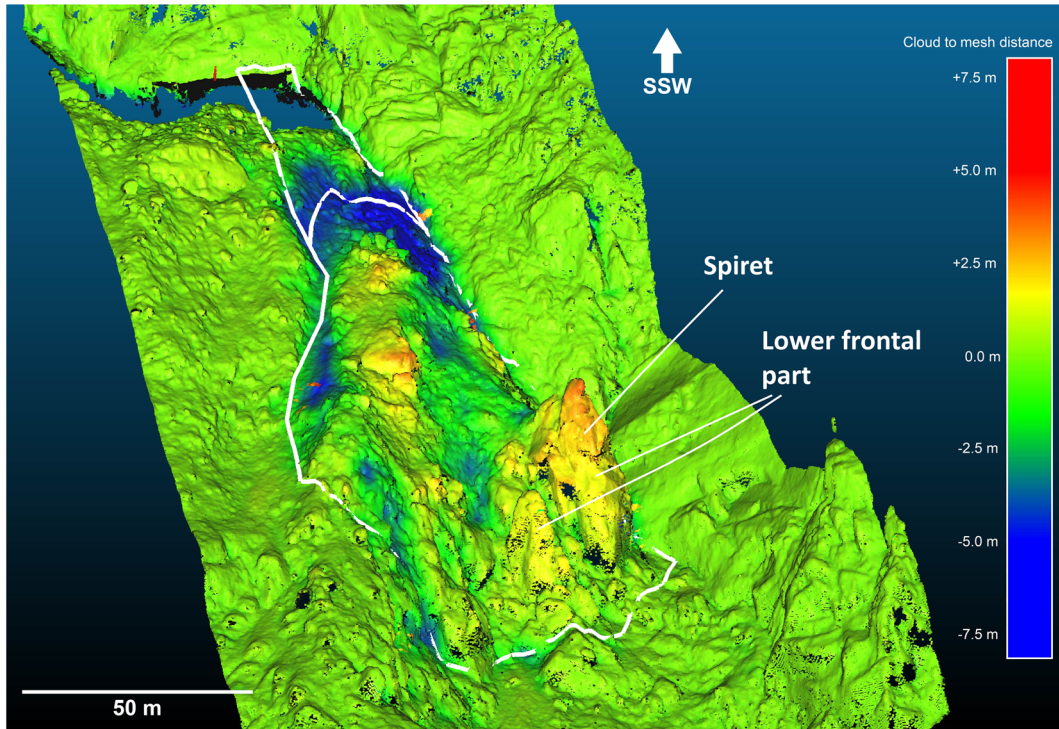 Cloud to mesh distance
SSW
+7.5 m
+5.0 m
+2.5 m
0.0 m
-2.5 m
-5.0 m
-7.5 m
Spiret
Lower frontal
part
50 m